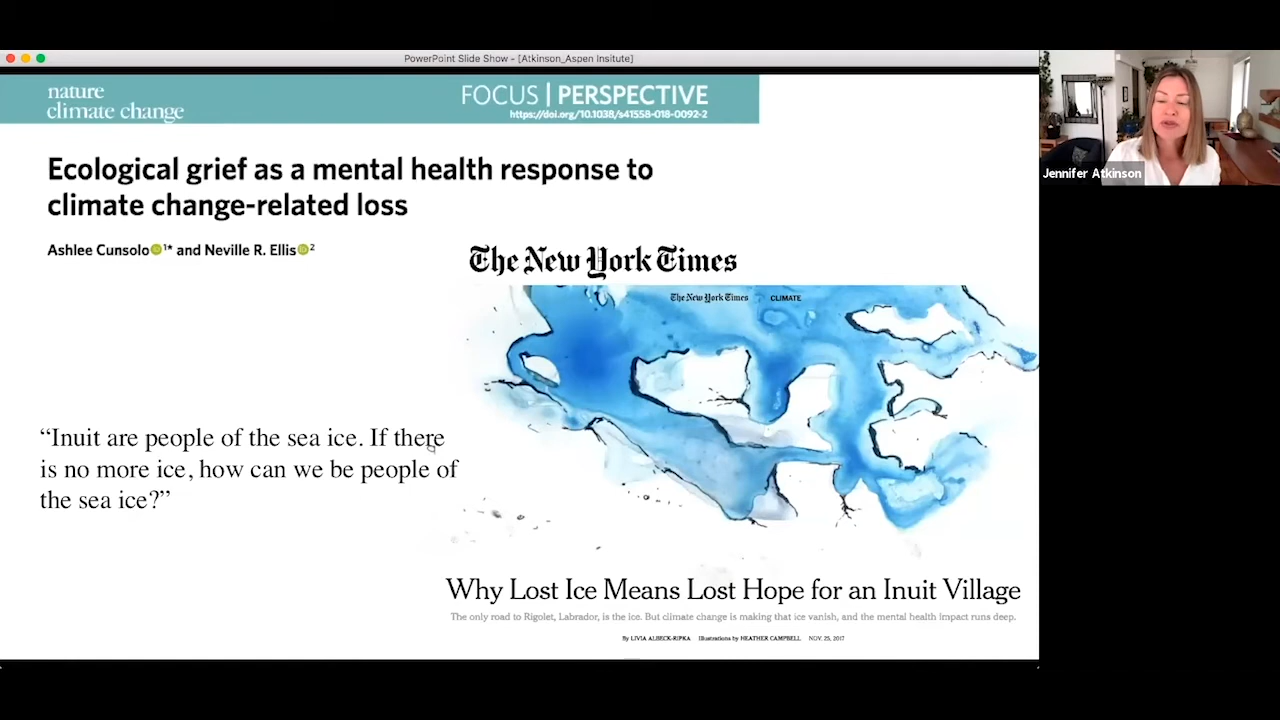 PowerPoint Slide Show - [Atkinson_Aspen Insitute]
nature
climate change
FOCUS | PERSPECTIVE
https://doi.org/10.1038/s41558-018-0092-2
Ecological grief as a mental health response to
climate change-related loss
Ashlee Cunsolo 1* and Neville R. Ellis 2
The New York Times
The New York Times CLIMATE
“Inuit are people of the sea ice. If there
is no more ice, how can we be people of
the sea ice?”
Why Lost Ice Means Lost Hope for an Inuit Village
The only road to Rigolet, Labrador, is the ice. But climate change is making that ice vanish, and the mental health impact runs deep.
By LIVIA ALBECK-RIPKA Illustrations by HEATHER CAMPBELL NOV. 25, 2017
Jennifer Atkinson